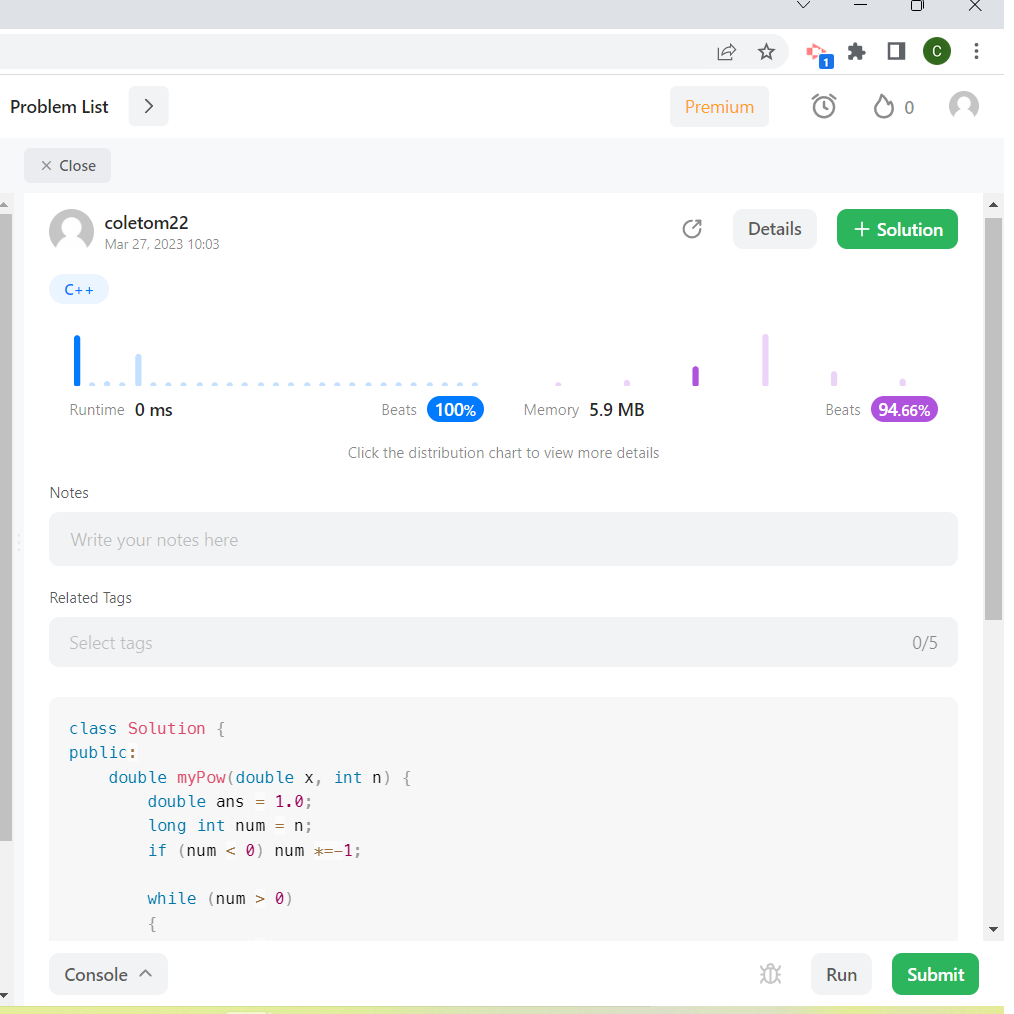 1
C
Problem List
Premium
0
Close
coletom22
Mar 27, 2023 10:03
Details
+ Solution
C++
Runtime 0 ms
Beats 100%
Memory 5.9 MB
Beats 94.66%
Click the distribution chart to view more details
Notes
Write your notes here
Related Tags
Select tags
0/5
class Solution {
public:
    double myPow(double x, int n) {
        double ans = 1.0;
        long int num = n;
        if (num < 0) num *=-1;
        while (num > 0)
        {
Console
Run
Submit